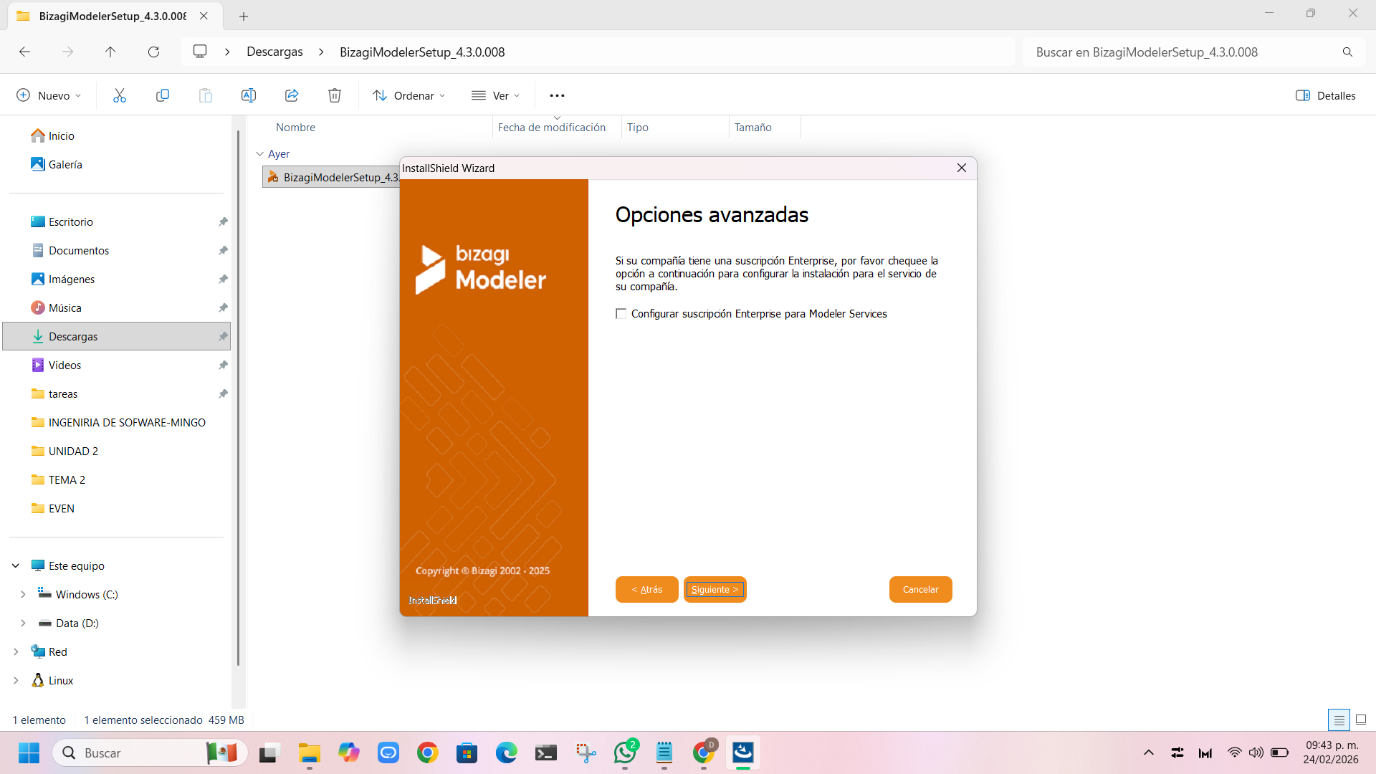 BizagiModelerSetup_4.3.0.008
Descargas
BizagiModelerSetup_4.3.0.008
Buscar en BizagiModelerSetup_4.3.0.008
Nuevo
Ordenar
Ver
Detalles
Inicio
Galería
Escritorio
Documentos
Imágenes
Música
Descargas
Videos
tareas
INGENIRIA DE SOFWARE-MINGO
UNIDAD 2
TEMA 2
EVEN
Este equipo
Windows (C:)
Data (D:)
Red
Linux
Nombre
Fecha de modificación
Tipo
Tamaño
Ayer
BizagiModelerSetup_4.3.
InstallShield Wizard
bizagi
Modeler
Copyright © Bizagi 2002 - 2025
InstallShield
Opciones avanzadas
Si su compañía tiene una suscripción Enterprise, por favor chequee la
opción a continuación para configurar la instalación para el servicio de
su compañía.
Configurar suscripción Enterprise para Modeler Services
< Atrás
Siguiente >
Cancelar
1 elemento
1 elemento seleccionado 459 MB
Buscar
2
D
09:43 p. m.
24/02/2026